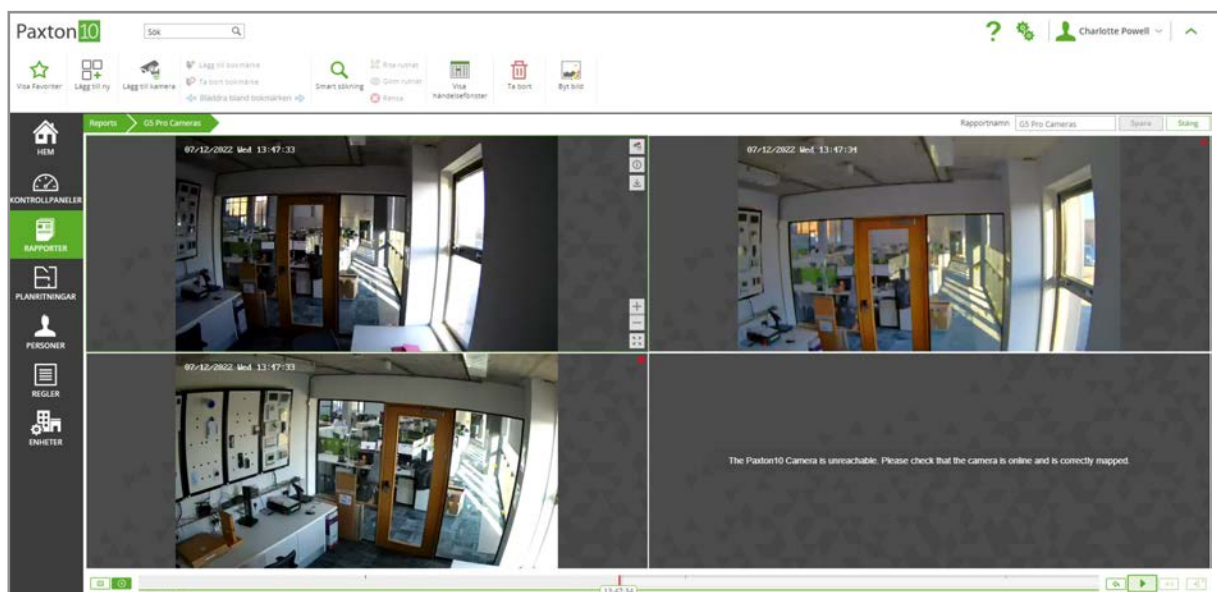 Paxton10
Sök
Charlotte Powell
Visa Favoriter
Lägg till ny
Lägg till kamera
Lägg till bokmärke
Ta bort bokmärke
Bläddra bland bokmärken
Smart sökning
Rita rutnät
Göm rutnät
Rensa
Visa händelsefönster
Ta bort
Byt bild
Reports
G5 Pro Cameras
Rapportnamn
G5 Pro Cameras
Spara
Stäng
HEM
KONTROLLPANELER
RAPPORTER
PLANRITNINGAR
PERSONER
REGLER
ENHETER
07/12/2022 Wed 13:47:33
07/12/2022 Wed 13:47:34
07/12/2022 Wed 13:47:33
The Paxton10 Camera is unreachable. Please check that the camera is online and is correctly mapped.
13:47:34